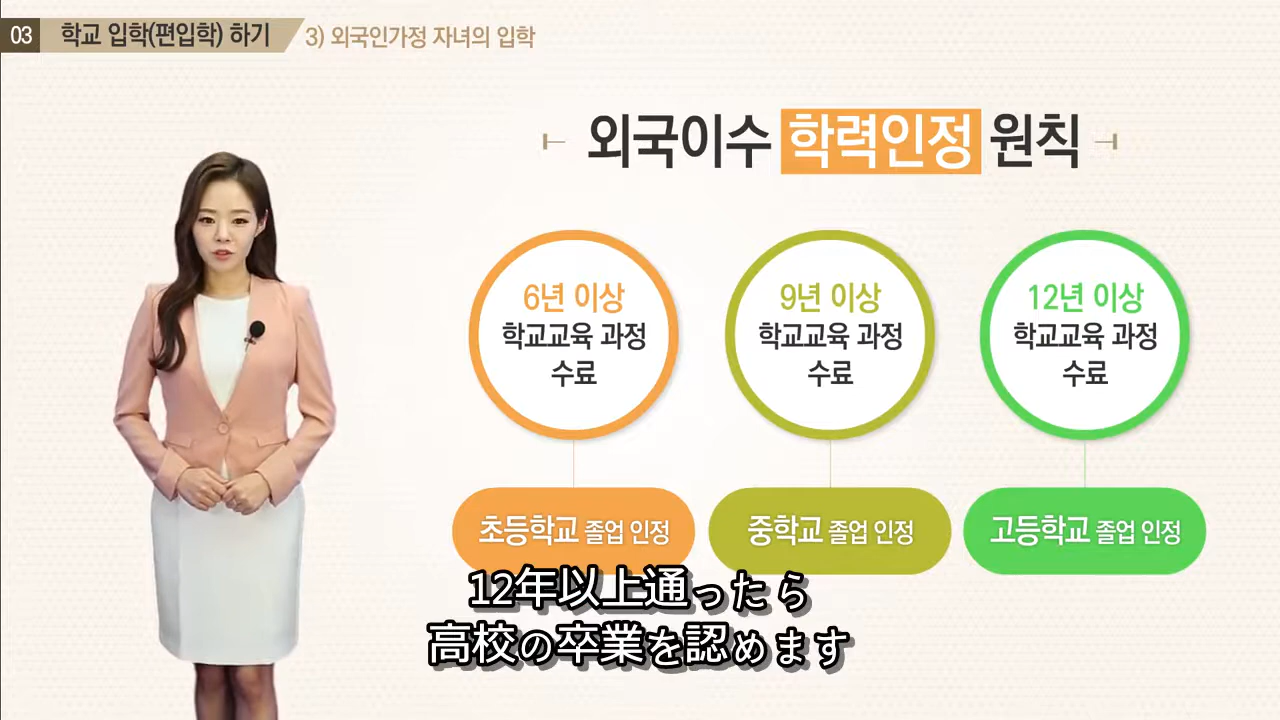 03 학교 입학(편입학) 하기 3) 외국인가정 자녀의 입학
외국이수 학력인정 원칙
6년 이상
학교교육 과정
수료
9년 이상
학교교육 과정
수료
12년 이상
학교교육 과정
수료
초등학교 졸업 인정
중학교 졸업 인정
고등학교 졸업 인정
12年以上通ったら
高校の卒業を認めます